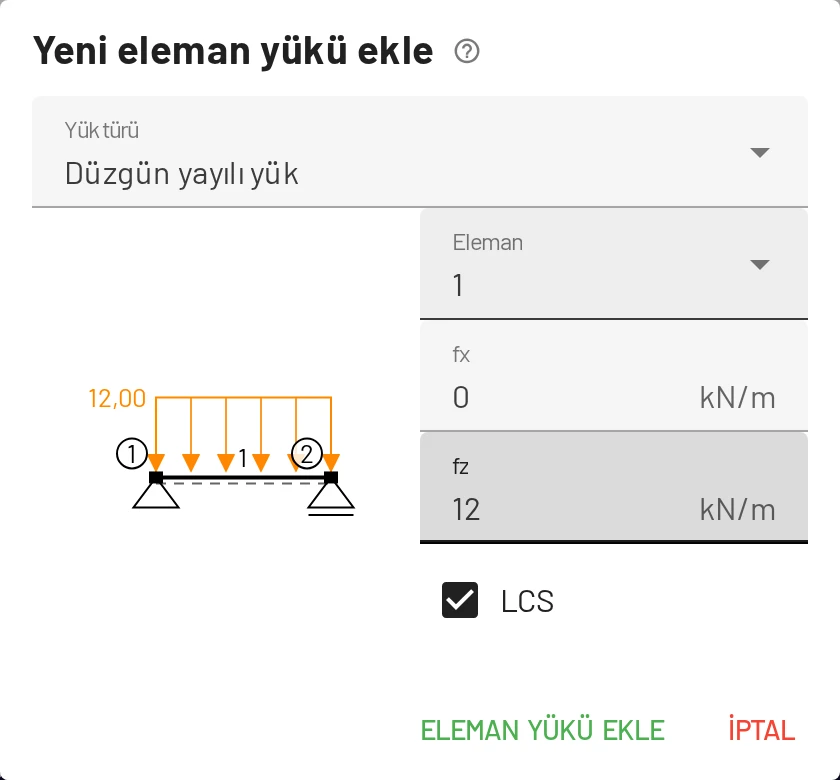 Yeni eleman yükü ekle ?
Yük türü
Düzgün yayılı yük
Eleman
1
fx
0 kN/m
fz
12 kN/m
12,00
1 1 2
LCS
ELEMAN YÜKÜ EKLE İPTAL